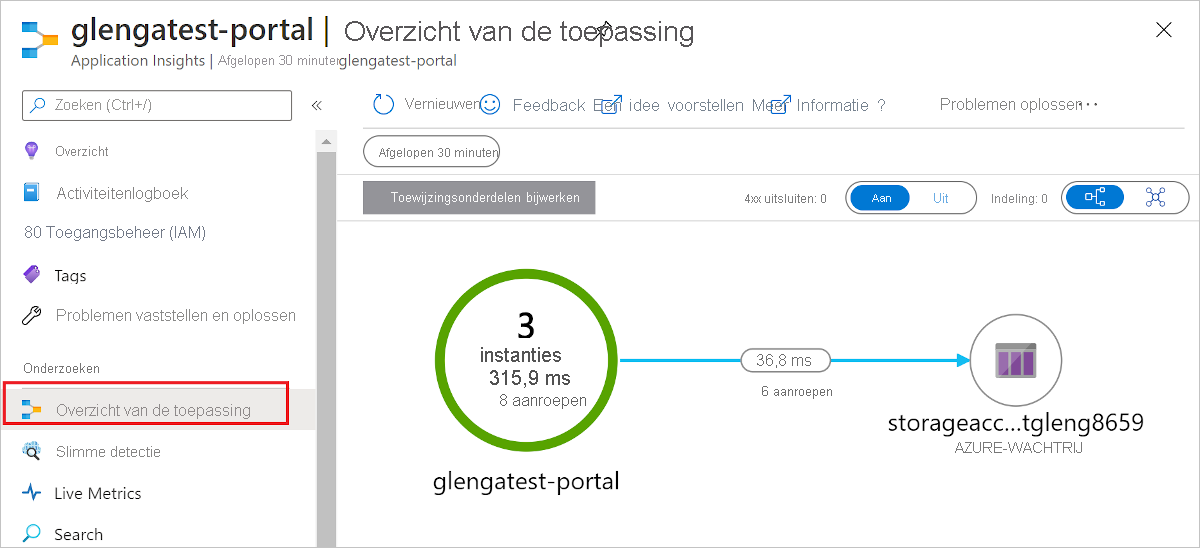 glengatest-portal | Overzicht van de toepassing
Application Insights | Afgelopen 30 minuten glengatest-portal
Zoeken (Ctrl+/)
«
Vernieuwen Feedback Een idee voorstellen Meer Informatie ? Problemen oplossen ...
Overzicht
Activiteitenlogboek
80 Toegangsbeheer (IAM)
Tags
Problemen vaststellen en oplossen
Onderzoeken
Overzicht van de toepassing
Slimme detectie
Live Metrics
Search
Afgelopen 30 minuten
Toewijzingsonderdelen bijwerken
4xx uitsluiten: 0
Aan Uit
Indeling: 0
3
instanties
315,9 ms
8 aanroepen
glengatest-portal
36,8 ms
6 aanroepen
storageacc...tgleng8659
AZURE-WACHTRIJ